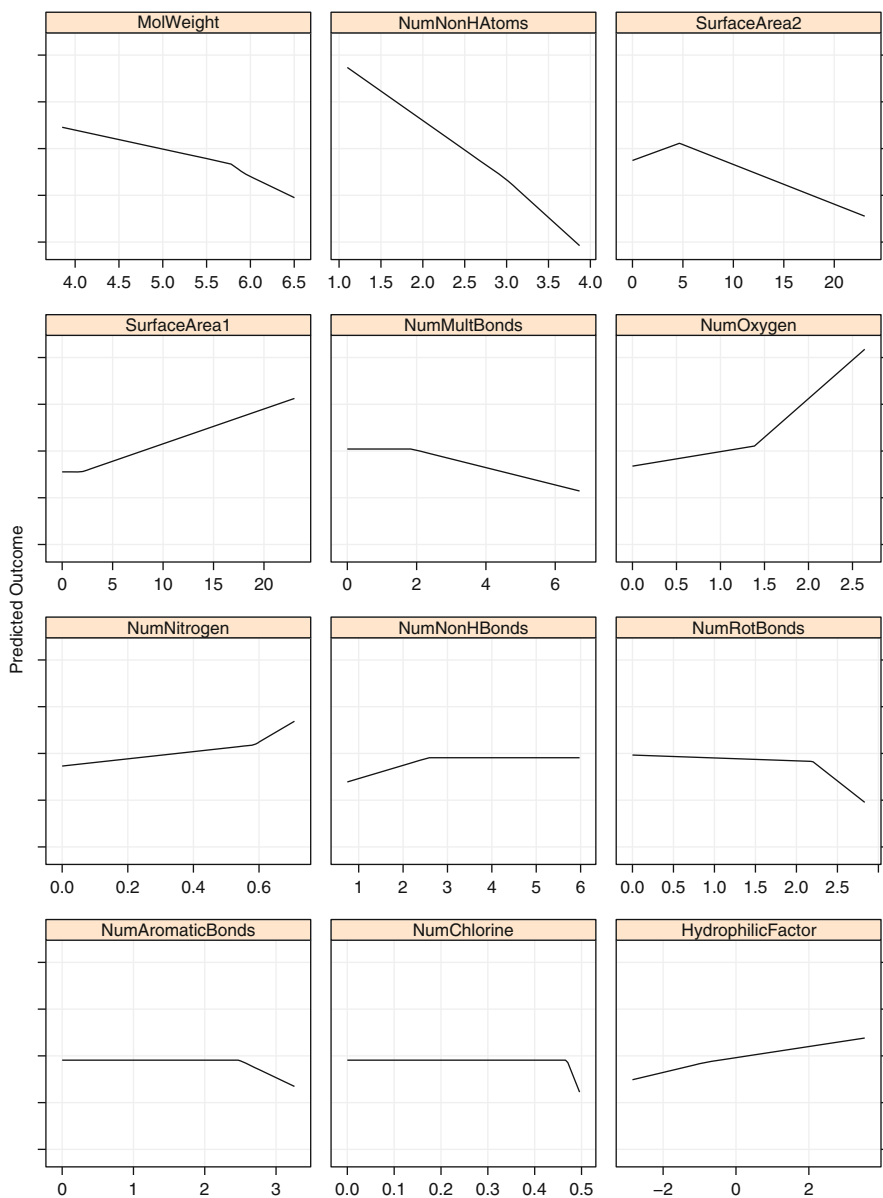 MolWeight NumNonHAtoms SurfaceArea2
4.0 4.5 5.0 5.5 6.0 6.5 1.0 1.5 2.0 2.5 3.0 3.5 4.0 0 5 10 15 20
SurfaceArea1 NumMultBonds NumOxygen
0 5 10 15 20 0 2 4 6 0.0 0.5 1.0 1.5 2.0 2.5
Predicted Outcome
NumNitrogen NumNonHBonds NumRotBonds
0.0 0.2 0.4 0.6 1 2 3 4 5 6 0.0 0.5 1.0 1.5 2.0 2.5
NumAromaticBonds NumChlorine HydrophilicFactor
0 1 2 3 0.0 0.1 0.2 0.3 0.4 0.5 −2 0 2